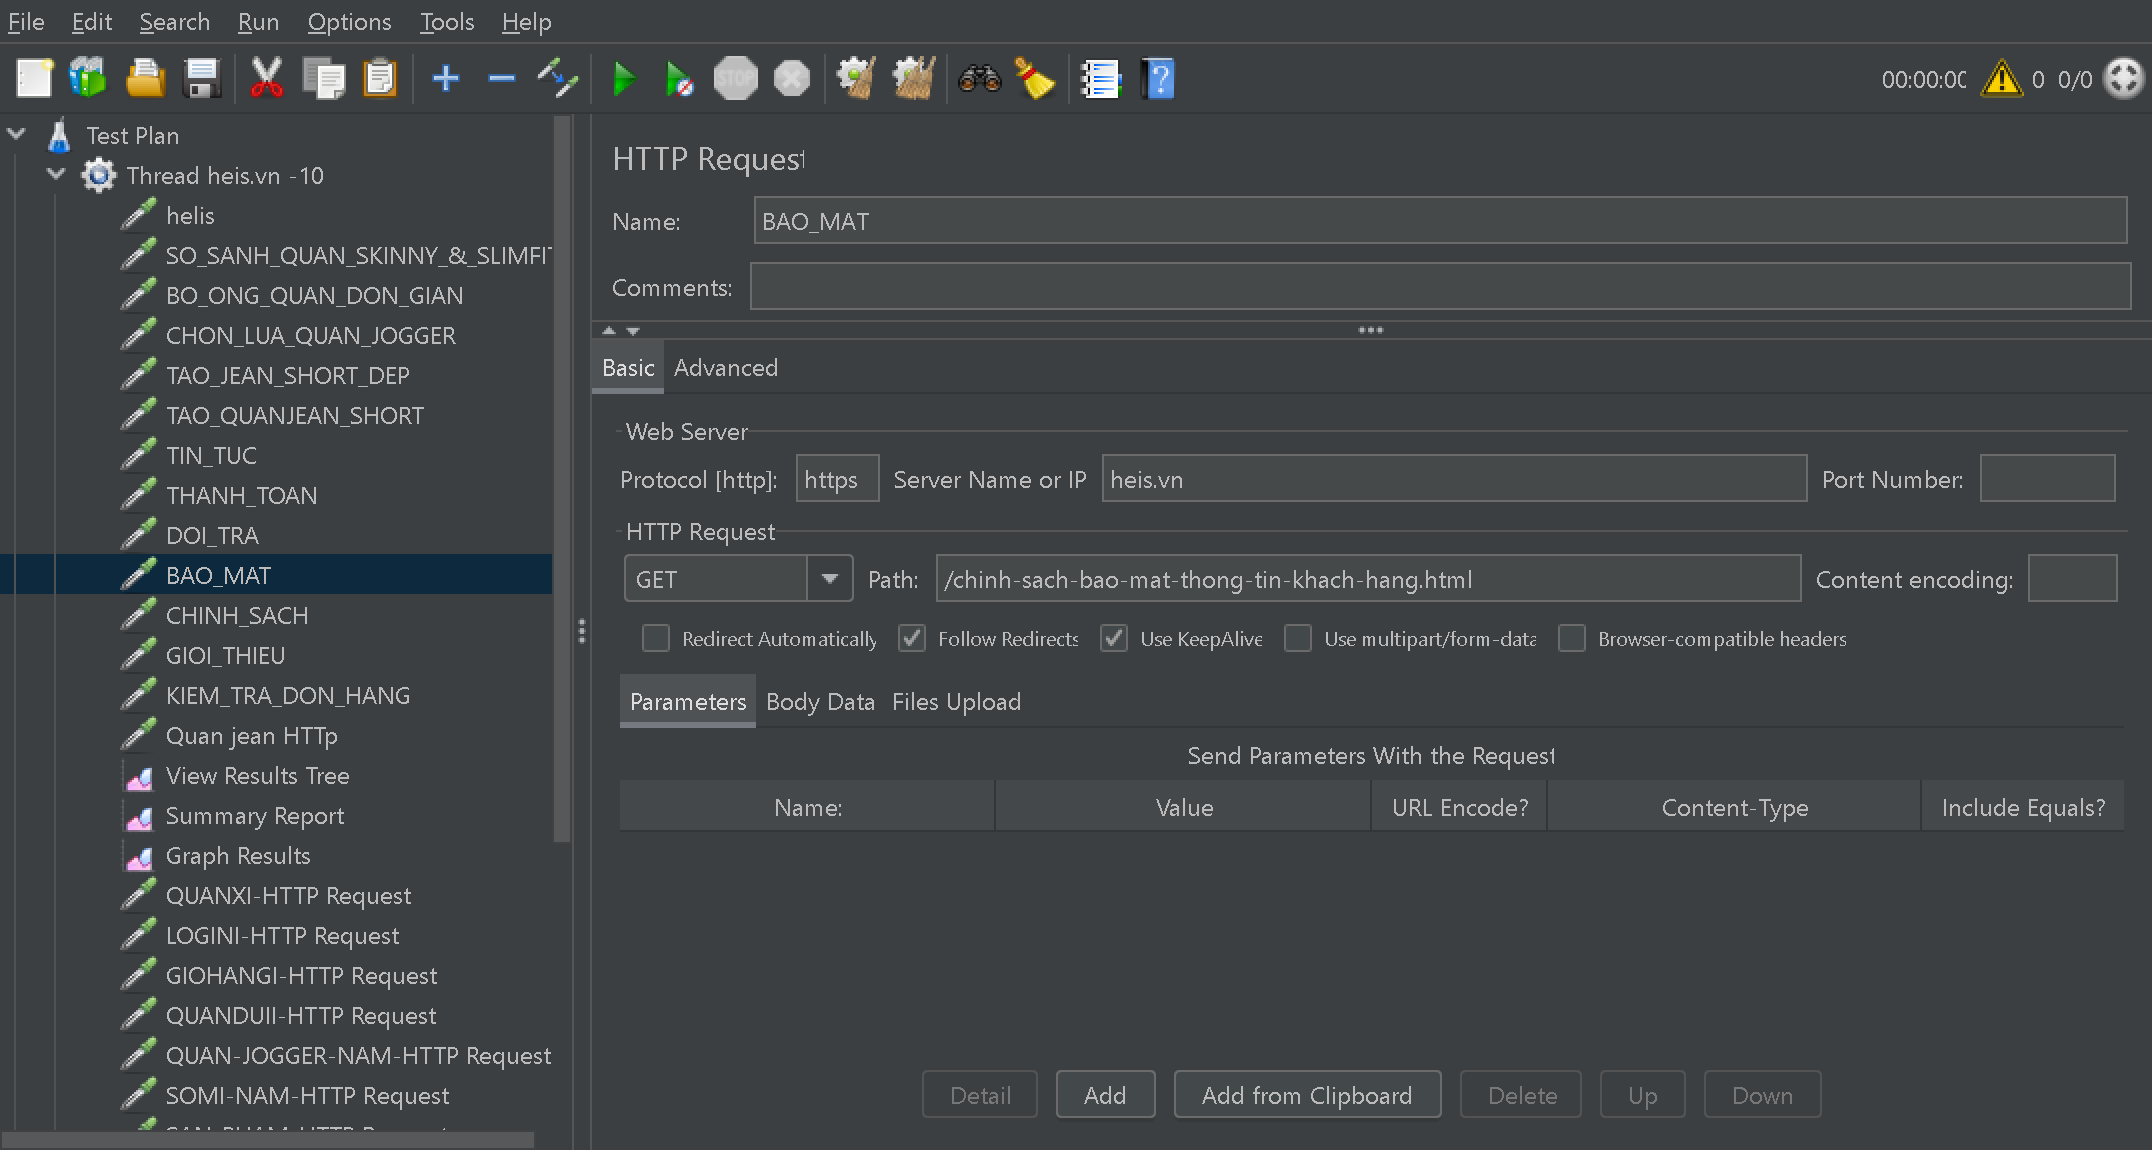 File Edit Search Run Options Tools Help
STOP
00:00:00 0 0/0
Test Plan
Thread heis.vn -10
helis
SO_SANH_QUAN_SKINNY_&_SLIMFIT
BO_ONG_QUAN_DON_GIAN
CHON_LUA_QUAN_JOGGER
TAO_JEAN_SHORT_DEP
TAO_QUANJEAN_SHORT
TIN_TUC
THANH_TOAN
DOI_TRA
BAO_MAT
CHINH_SACH
GIOI_THIEU
KIEM_TRA_DON_HANG
Quan jean HTTp
View Results Tree
Summary Report
Graph Results
QUANXI-HTTP Request
LOGINI-HTTP Request
GIOHANGI-HTTP Request
QUANDUII-HTTP Request
QUAN-JOGGER-NAM-HTTP Request
SOMI-NAM-HTTP Request
HTTP Request
Name: BAO_MAT
Comments:
Basic Advanced
Web Server
Protocol [http]: https Server Name or IP heis.vn Port Number:
HTTP Request
GET Path: /chinh-sach-bao-mat-thong-tin-khach-hang.html Content encoding:
Redirect Automatically Follow Redirects Use KeepAlive Use multipart/form-data Browser-compatible headers
Parameters Body Data Files Upload
Send Parameters With the Request
Name: Value URL Encode? Content-Type Include Equals?
Detail Add Add from Clipboard Delete Up Down